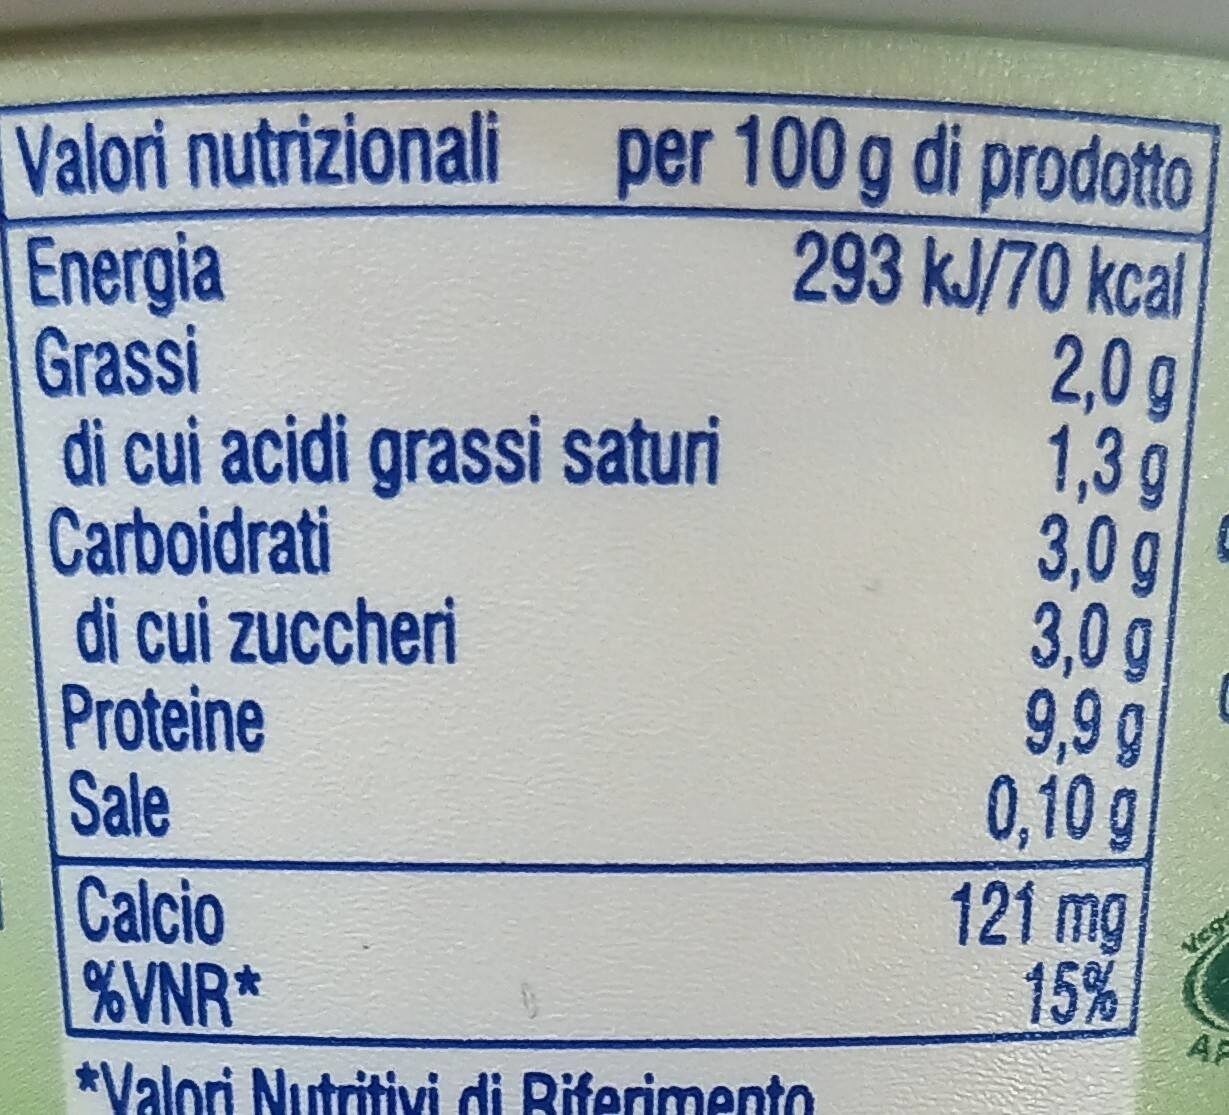 Valori nutrizionali per 100 g di prodotto
Energia 293 kJ/70 kcal
Grassi 2,0 g
di cui acidi grassi saturi 1,3 g
Carboidrati 3,0 g
di cui zuccheri 3,0 g
Proteine 9,9 g
Sale 0,10 g
Calcio 121 mg
%VNR* 15%
*Valori Nutritivi di Riferimento